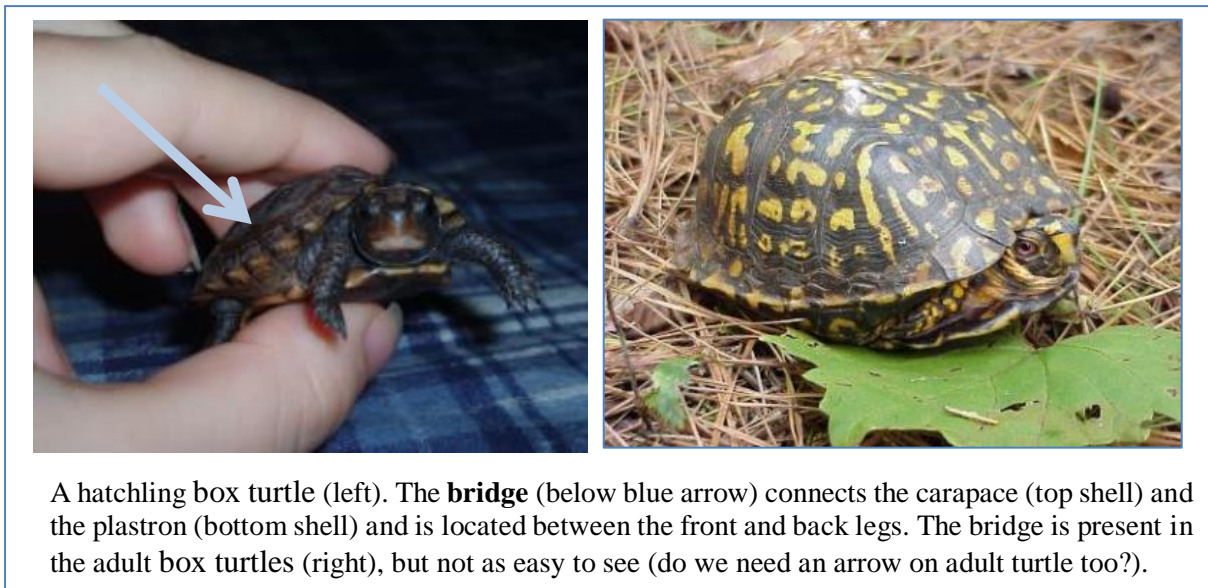 A hatchling box turtle (left). The bridge (below blue arrow) connects the carapace (top shell) and
the plastron (bottom shell) and is located between the front and back legs. The bridge is present in
the adult box turtles (right), but not as easy to see (do we need an arrow on adult turtle too?).